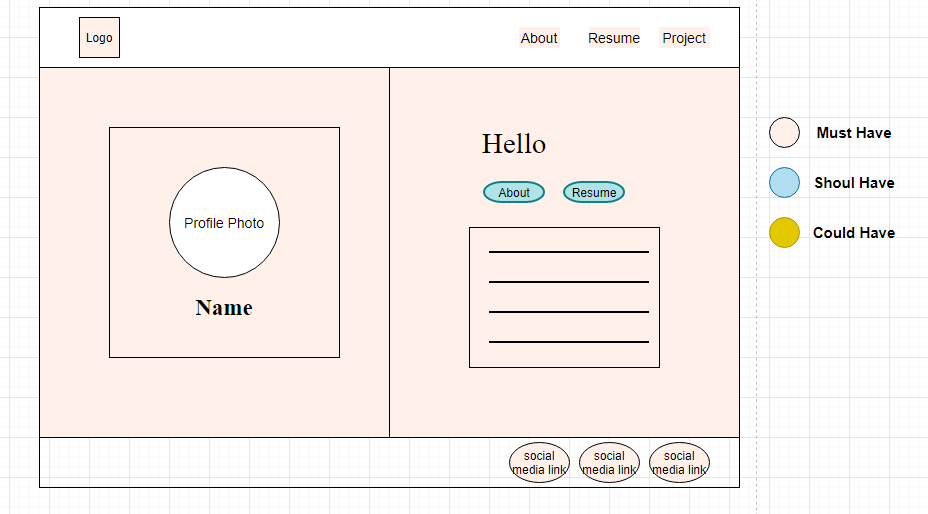 Logo
About
Resume
Project
Profile Photo
Name
Hello
About
Resume
social
media link
social
media link
social
media link
Must Have
Shoul Have
Could Have